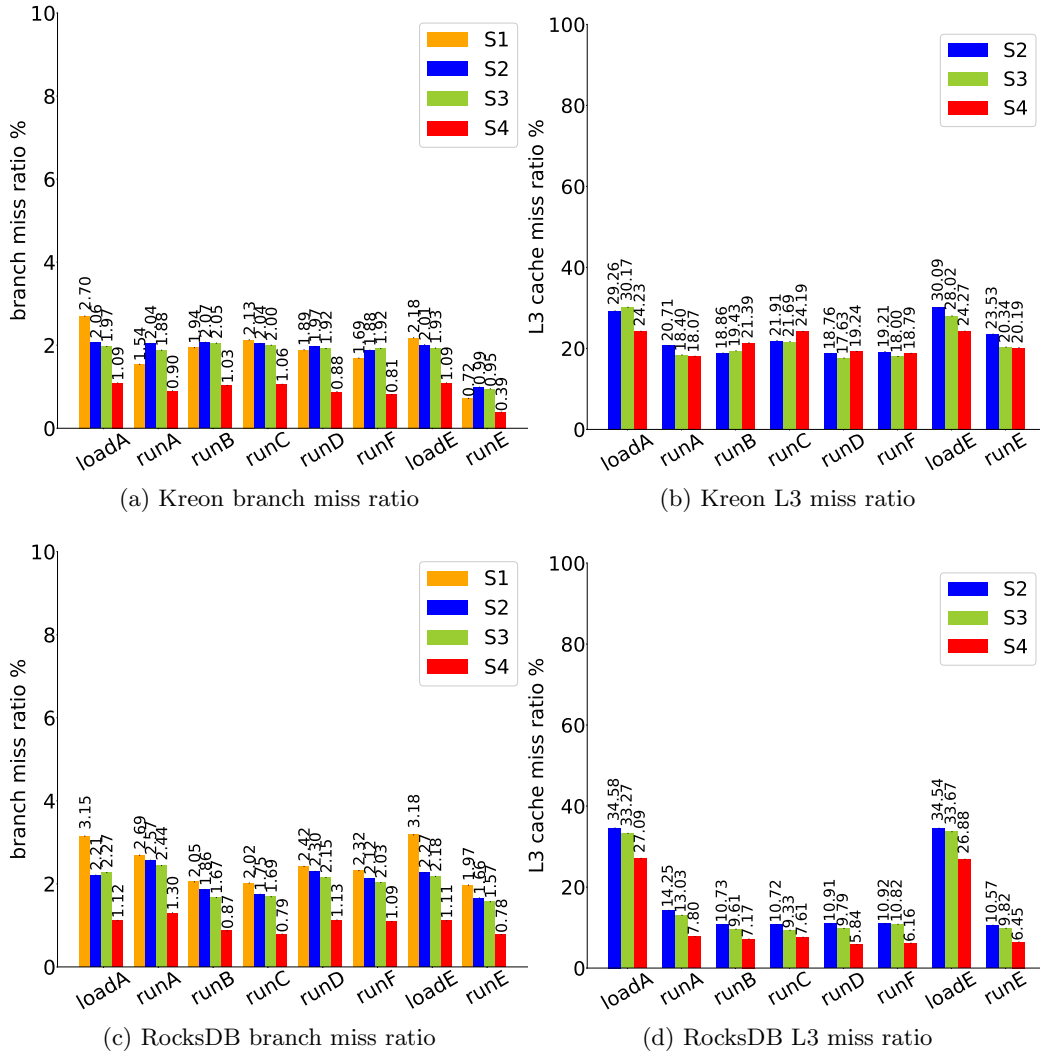 10
8
6
4
2
0
branch miss ratio %
S1
S2
S3
S4
2.70
2.06
1.97
1.09
1.54
2.04
1.88
0.90
1.94
2.07
2.05
1.03
2.13
2.04
2.00
1.06
1.89
1.97
1.92
0.88
1.69
1.88
1.92
0.81
2.18
2.01
1.93
1.09
0.72
0.99
0.95
0.39
loadA
runA
runB
runC
runD
runF
loadE
runE
(a) Kreon branch miss ratio
100
80
60
40
20
0
L3 cache miss ratio %
S2
S3
S4
29.26
30.17
24.23
20.71
18.40
18.07
18.86
19.43
21.39
21.91
21.69
24.19
18.76
17.63
19.24
19.21
18.00
18.79
30.09
28.02
24.27
23.53
20.34
20.19
loadA
runA
runB
runC
runD
runF
loadE
runE
(b) Kreon L3 miss ratio
10
8
6
4
2
0
branch miss ratio %
S1
S2
S3
S4
3.15
2.21
2.27
1.12
2.69
2.57
2.44
1.30
2.05
1.86
1.67
0.87
2.02
1.75
1.69
0.79
2.42
2.30
2.15
1.13
2.32
2.12
2.03
1.09
3.18
2.27
2.18
1.11
1.97
1.66
1.57
0.78
loadA
runA
runB
runC
runD
runF
loadE
runE
(c) RocksDB branch miss ratio
100
80
60
40
20
0
L3 cache miss ratio %
S2
S3
S4
34.58
33.27
27.09
14.25
13.03
7.80
10.73
9.61
7.17
10.72
9.33
7.61
10.91
9.79
5.84
10.92
10.82
6.16
34.54
33.67
26.88
10.57
9.82
6.45
loadA
runA
runB
runC
runD
runF
loadE
runE
(d) RocksDB L3 miss ratio